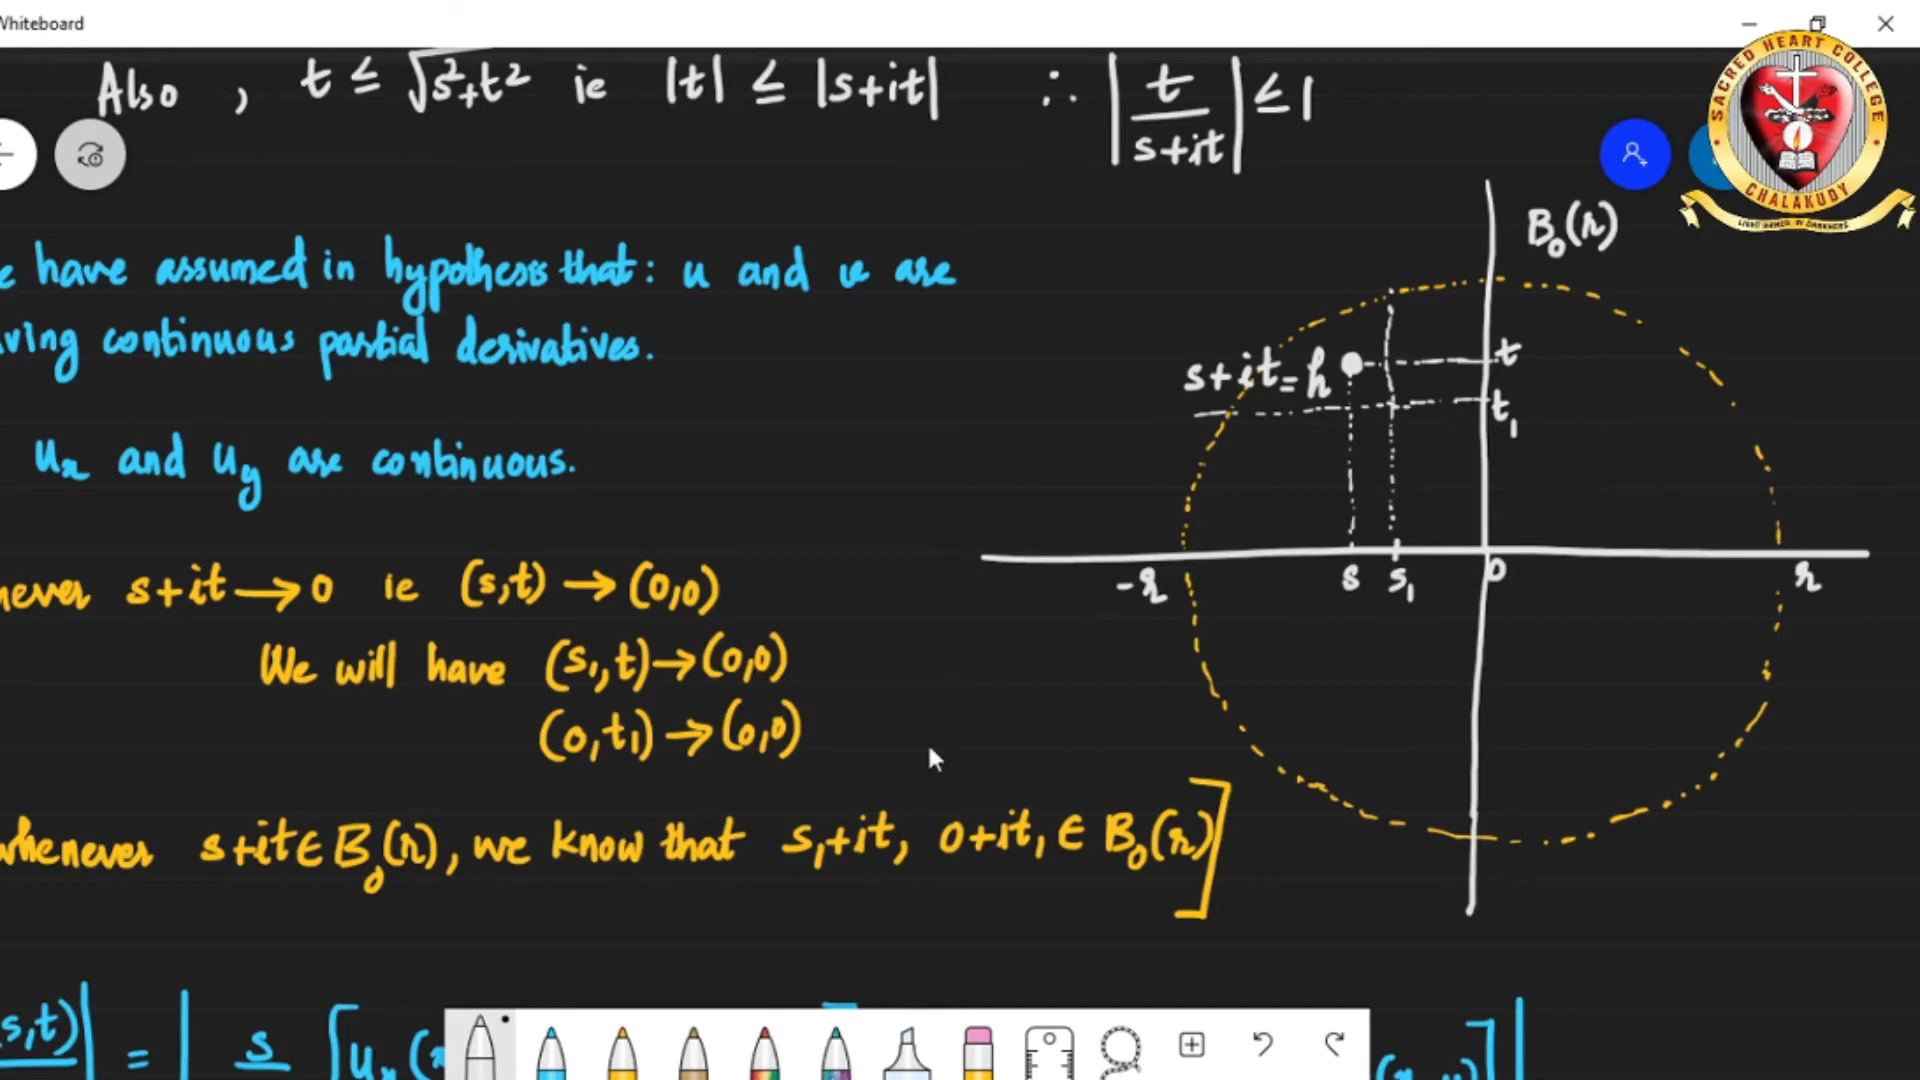 Whiteboard
Also , t ≤ √s²+t² ie |t| ≤ |s+it| ∴ |t/(s+it)| ≤ 1
SACRED HEART COLLEGE
CHALAKUDY
B₀(r)
have assumed in hypothesis that: u and v are
ving continuous partial derivatives.
s+it=h
t
t₁
uₓ and u_y are continuous.
-r s s₁ 0 r
never s+it → 0 ie (s,t) → (0,0)
We will have (s₁,t) → (0,0)
(0,t₁) → (0,0)
whenever s+it ∈ B₀(r), we know that s₁+it, 0+it₁ ∈ B₀(r)]
s,t)| = | s [uₓ(